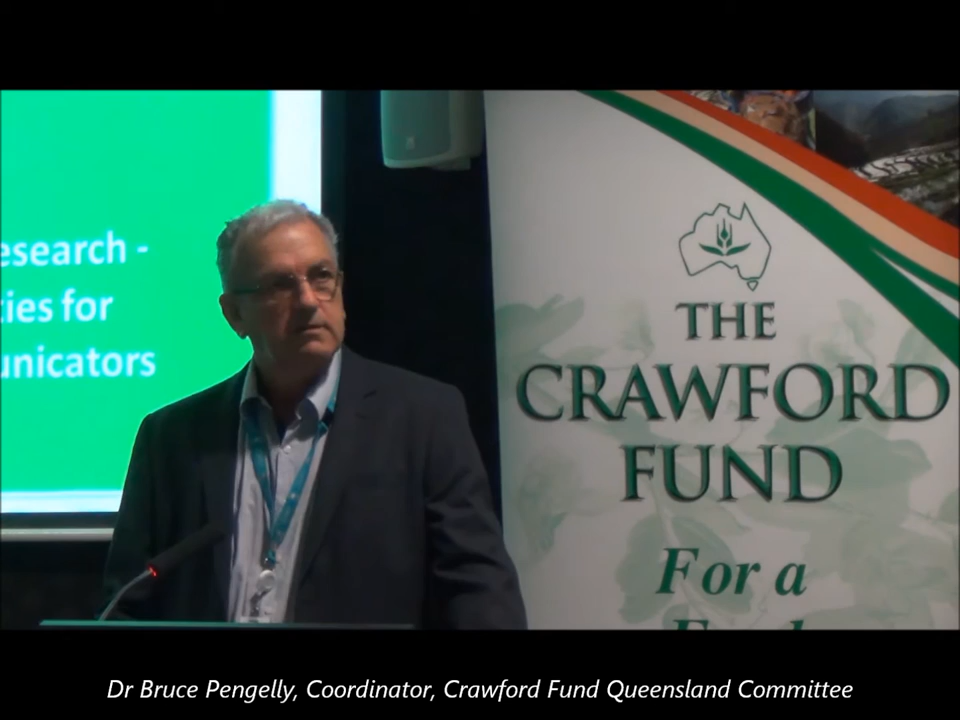 esearch -
ties for
unicators
THE
CRAWFORD
FUND
For a
Dr Bruce Pengelly, Coordinator, Crawford Fund Queensland Committee